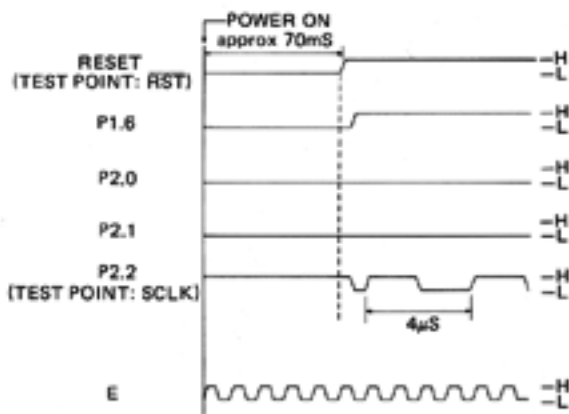 POWER ON
approx 70mS
RESET
(TEST POINT: RST)
-H
-L
P1.6
-H
-L
P2.0
-H
-L
P2.1
-H
-L
P2.2
(TEST POINT: SCLK)
-H
-L
4μS
E
-H
-L